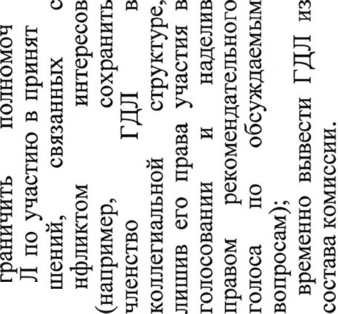 граничить полномоч
Л по участию в принят
шений, связанных с
нфликтом интересов
(например, сохранить
членство ГДЛ в
коллегиальной структуре,
лишив его права участия в
голосовании и наделив
правом рекомендательного
голоса по обсуждаемым
вопросам);
временно вывести ГДЛ из
состава комиссии.